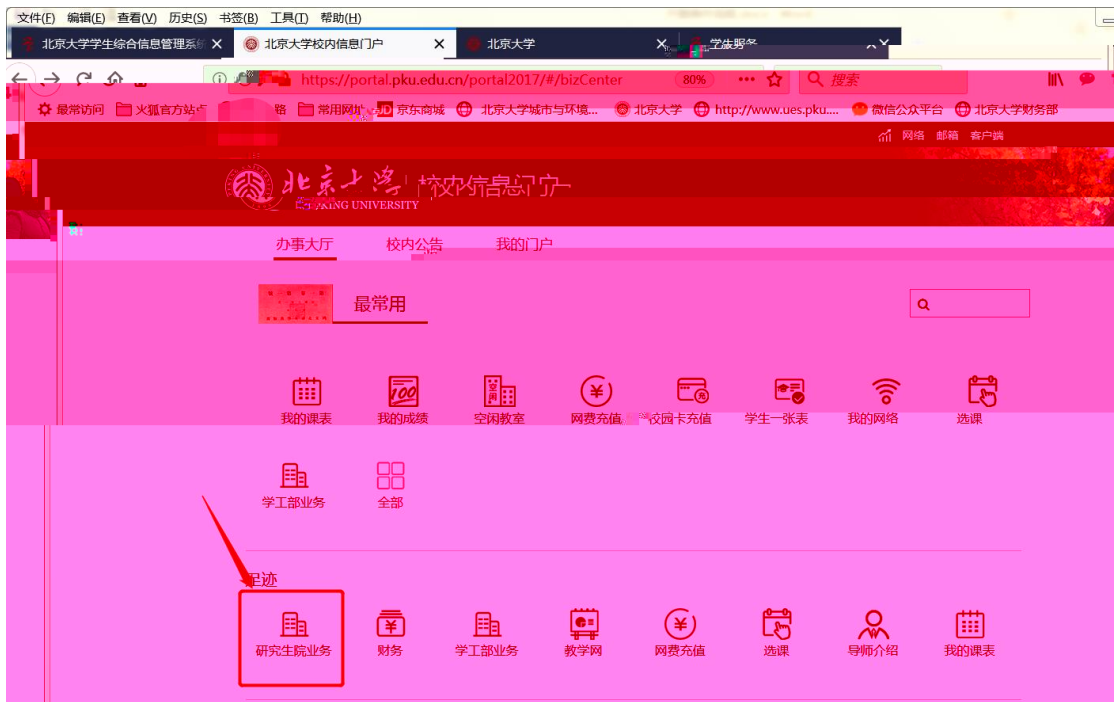 文件(F) 编辑(E) 查看(V) 历史(S) 书签(B) 工具(T) 帮助(H)
北京大学学生综合信息管理系统 北京大学校内信息门户 北京大学
https://portal.pku.edu.cn/portal2017/#/bizCenter 80% 搜索
最常访问 火狐官方站点 常用网址 JD 京东商城 北京大学城市与环境... 北京大学 http://www.ues.pku.... 微信公众平台 北京大学财务部
网络 邮箱 客户端
北京大学 校内信息门户
PEKING UNIVERSITY
办事大厅 校内公告 我的门户
最常用
我的课表 我的成绩 空闲教室 网费充值 校园卡充值 学生一张表 我的网络 选课
学工部业务 全部
足迹
研究生院业务 财务 学工部业务 教学网 网费充值 选课 导师介绍 我的课表